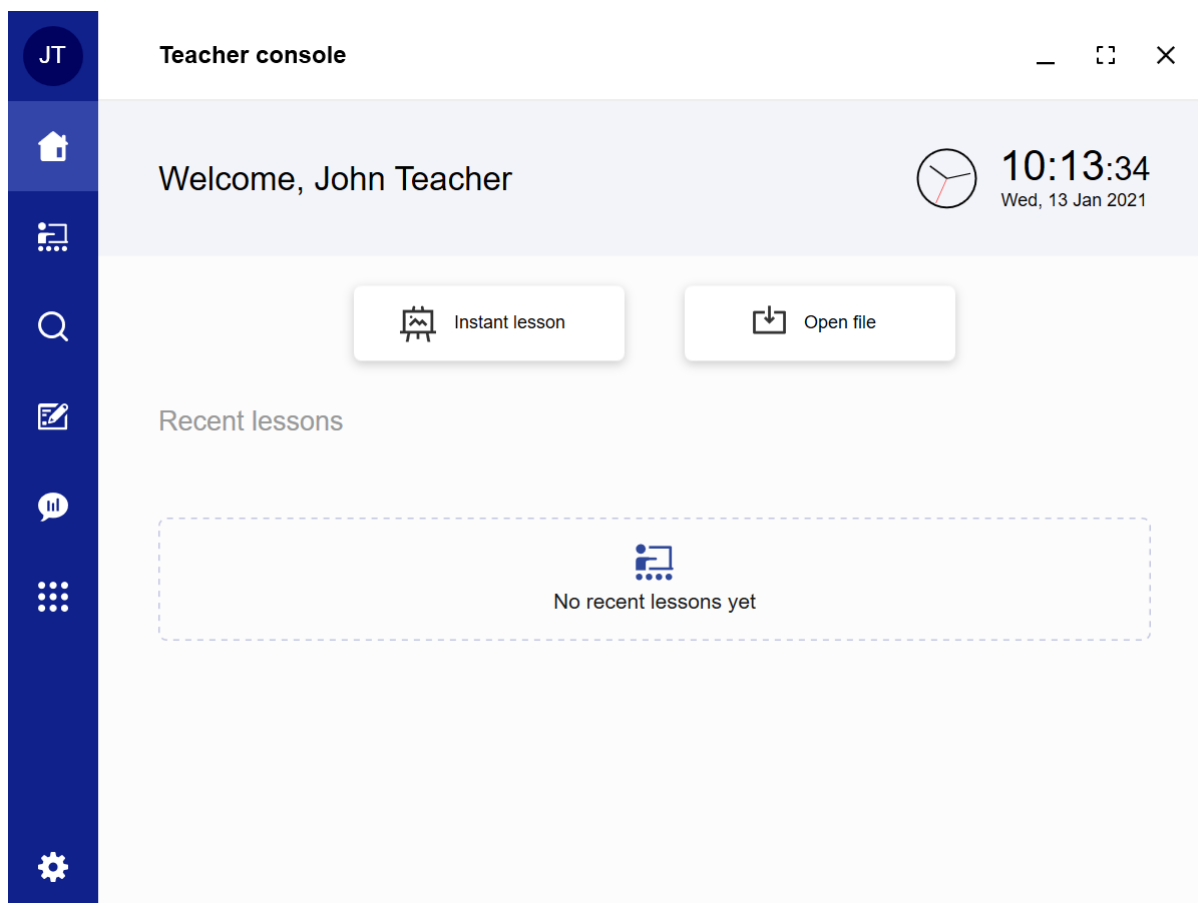 JT
Teacher console
Welcome, John Teacher
10:13:34
Wed, 13 Jan 2021
Instant lesson
Open file
Recent lessons
No recent lessons yet